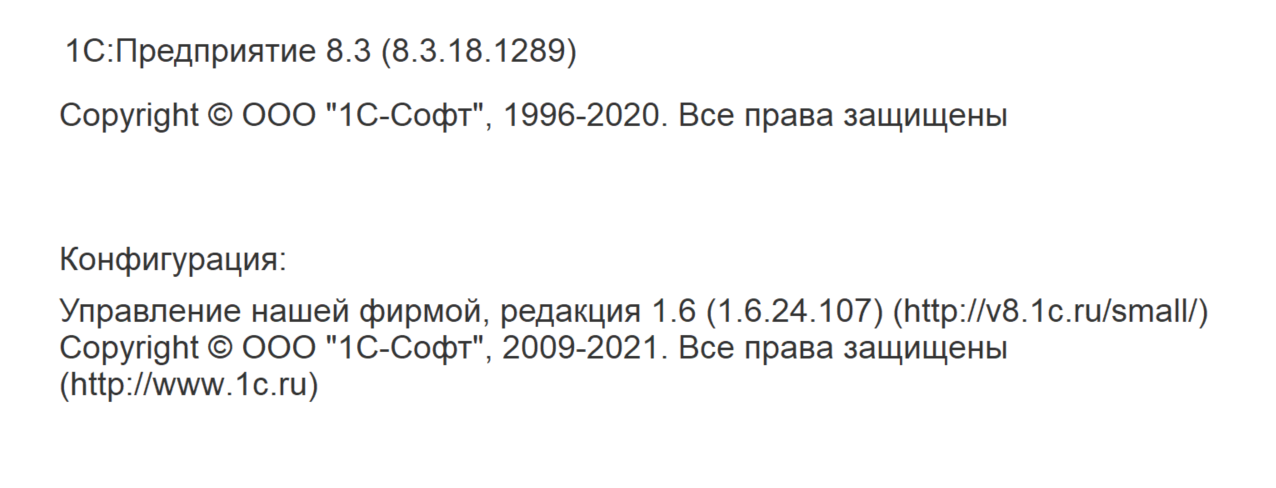 1С:Предприятие 8.3 (8.3.18.1289)
Copyright © ООО "1С-Софт", 1996-2020. Все права защищены
Конфигурация:
Управление нашей фирмой, редакция 1.6 (1.6.24.107) (http://v8.1c.ru/small/)
Copyright © ООО "1С-Софт", 2009-2021. Все права защищены
(http://www.1c.ru)